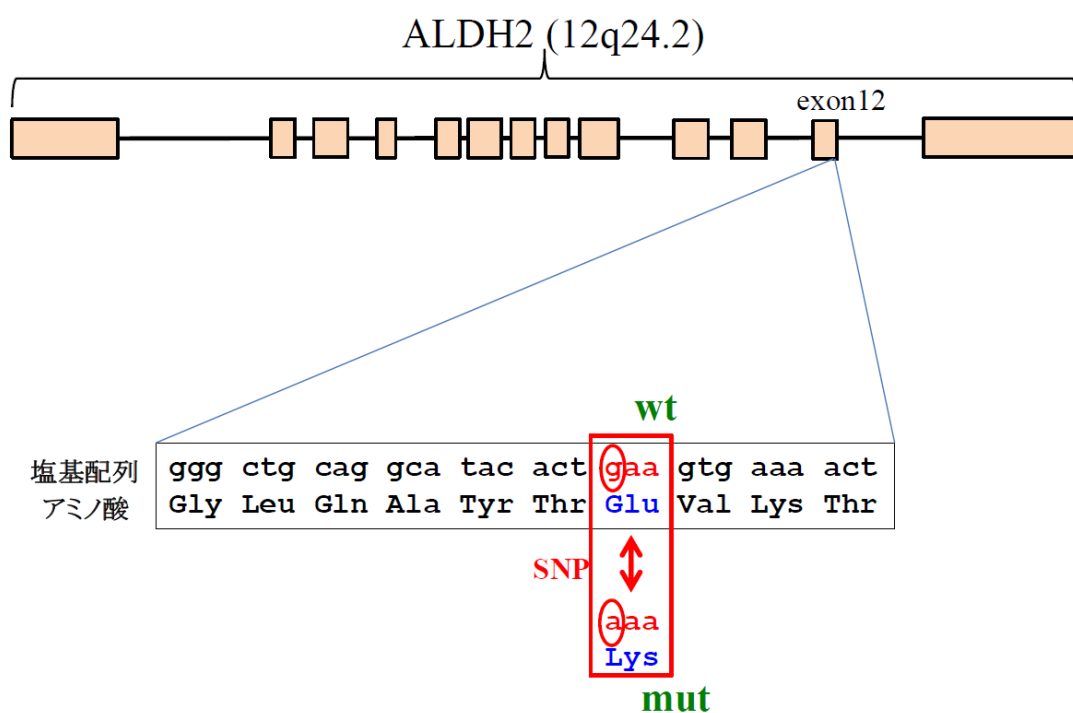 ALDH2 (12q24.2)
exon12
wt
塩基配列 ggg ctg cag gca tac act gaa gtg aaa act
アミノ酸 Gly Leu Gln Ala Tyr Thr Glu Val Lys Thr
SNP
aaa
Lys
mut